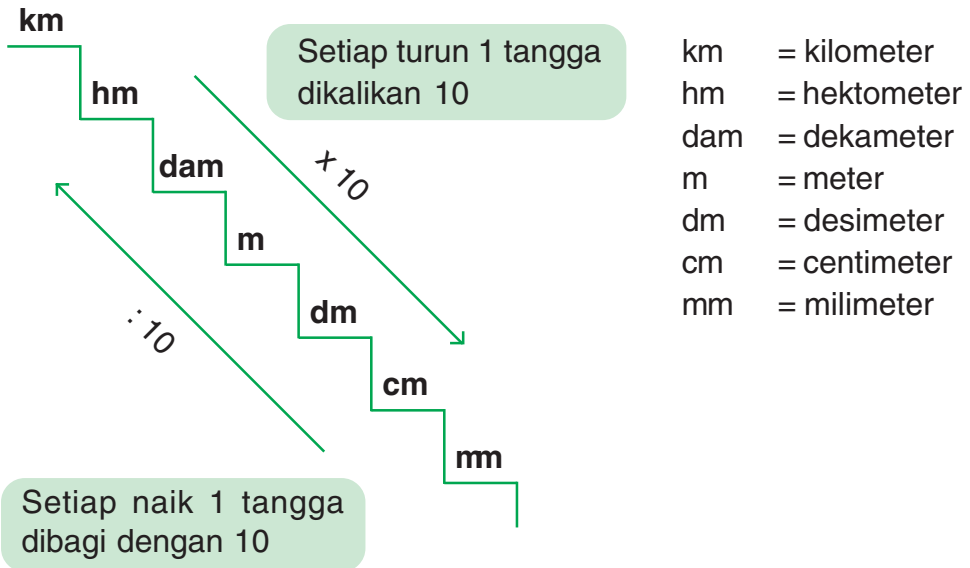 km
hm
dam
m
dm
cm
mm
Setiap turun 1 tangga
dikalikan 10
x 10
: 10
Setiap naik 1 tangga
dibagi dengan 10
km = kilometer
hm = hektometer
dam = dekameter
m = meter
dm = desimeter
cm = centimeter
mm = milimeter